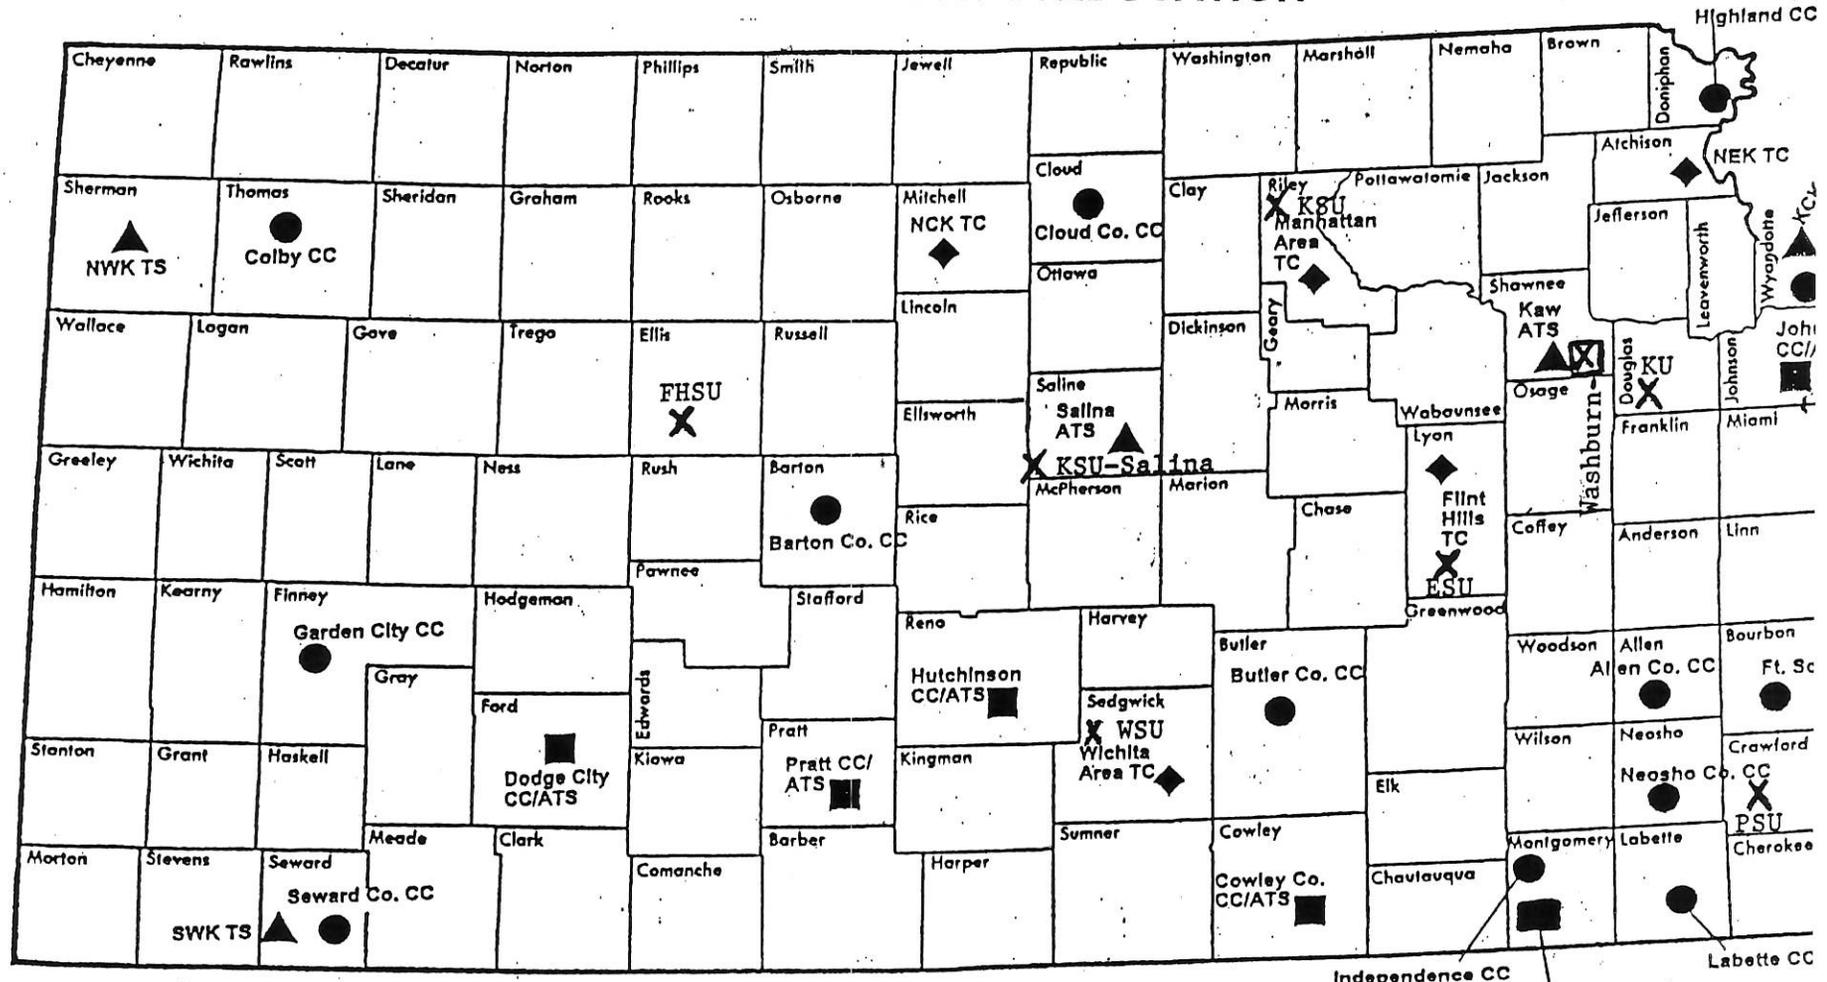 Highland CC
Cheyenne
Rawlins
Decatur
Norton
Phillips
Smith
Jewell
Republic
Washington
Marshall
Nemaha
Brown
Doniphan
Atchison
NEK TC
Sherman
NWK TS
Thomas
Colby CC
Sheridan
Graham
Rooks
Osborne
Mitchell
NCK TC
Cloud
Cloud Co. CC
Clay
Riley
KSU
Manhattan
Area
TC
Pottawatomie
Jackson
Jefferson
Leavenworth
Wyandotte
Ottawa
Lincoln
Wallace
Logan
Gove
Trego
Ellis
FHSU
Russell
Dickinson
Geary
Shawnee
Kaw
ATS
Douglas
KU
Johnson
CC/
Saline
Salina
ATS
KSU-Salina
Ellsworth
Morris
Wabaunsee
Osage
Washburn
Franklin
Miami
Lyon
Flint
Hills
TC
ESU
Greeley
Wichita
Scott
Lane
Ness
Rush
Barton
Barton Co. CC
Rice
McPherson
Marion
Chase
Coffey
Anderson
Linn
Hamilton
Kearny
Finney
Garden City CC
Hodgeman
Pawnee
Stafford
Reno
Hutchinson
CC/ATS
Harvey
Butler
Butler Co. CC
Greenwood
Woodson
Allen
Allen Co. CC
Bourbon
Ft. Sc
Gray
Ford
Dodge City
CC/ATS
Edwards
Pratt
Pratt CC/
ATS
Sedgwick
WSU
Wichita
Area TC
Stanton
Grant
Haskell
Kiowa
Kingman
Elk
Wilson
Neosho
Neosho Co. CC
Crawford
PSU
Morton
Stevens
Seward
Seward Co. CC
SWK TS
Meade
Clark
Comanche
Barber
Harper
Sumner
Cowley
Cowley Co.
CC/ATS
Chautauqua
Montgomery
Labette
Cherokee
Independence CC
Labette CC